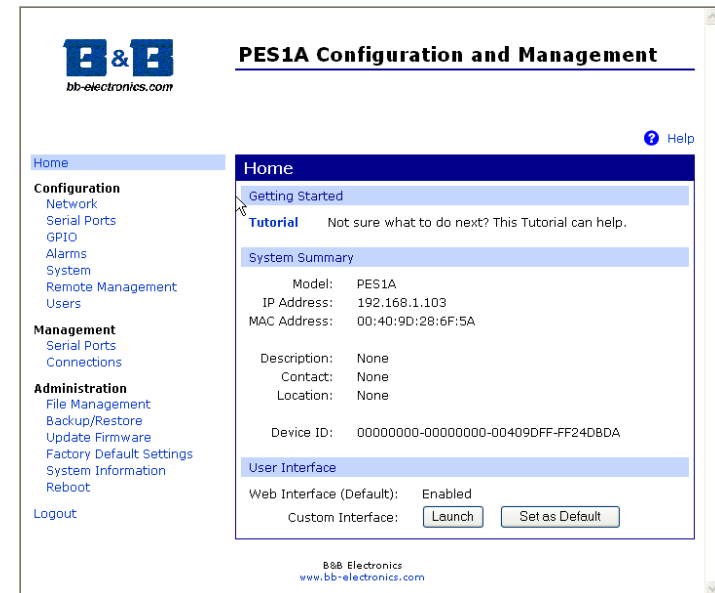 B&B
bb-electronics.com
PES1A Configuration and Management
Help
Home
Configuration
Network
Serial Ports
GPIO
Alarms
System
Remote Management
Users
Management
Serial Ports
Connections
Administration
File Management
Backup/Restore
Update Firmware
Factory Default Settings
System Information
Reboot
Logout
Home
Getting Started
Tutorial Not sure what to do next? This Tutorial can help.
System Summary
Model: PES1A
IP Address: 192.168.1.103
MAC Address: 00:40:9D:28:6F:5A
Description: None
Contact: None
Location: None
Device ID: 00000000-00000000-00409DFF-FF24DBDA
User Interface
Web Interface (Default): Enabled
Custom Interface: Launch Set as Default
B&B Electronics
www.bb-electronics.com